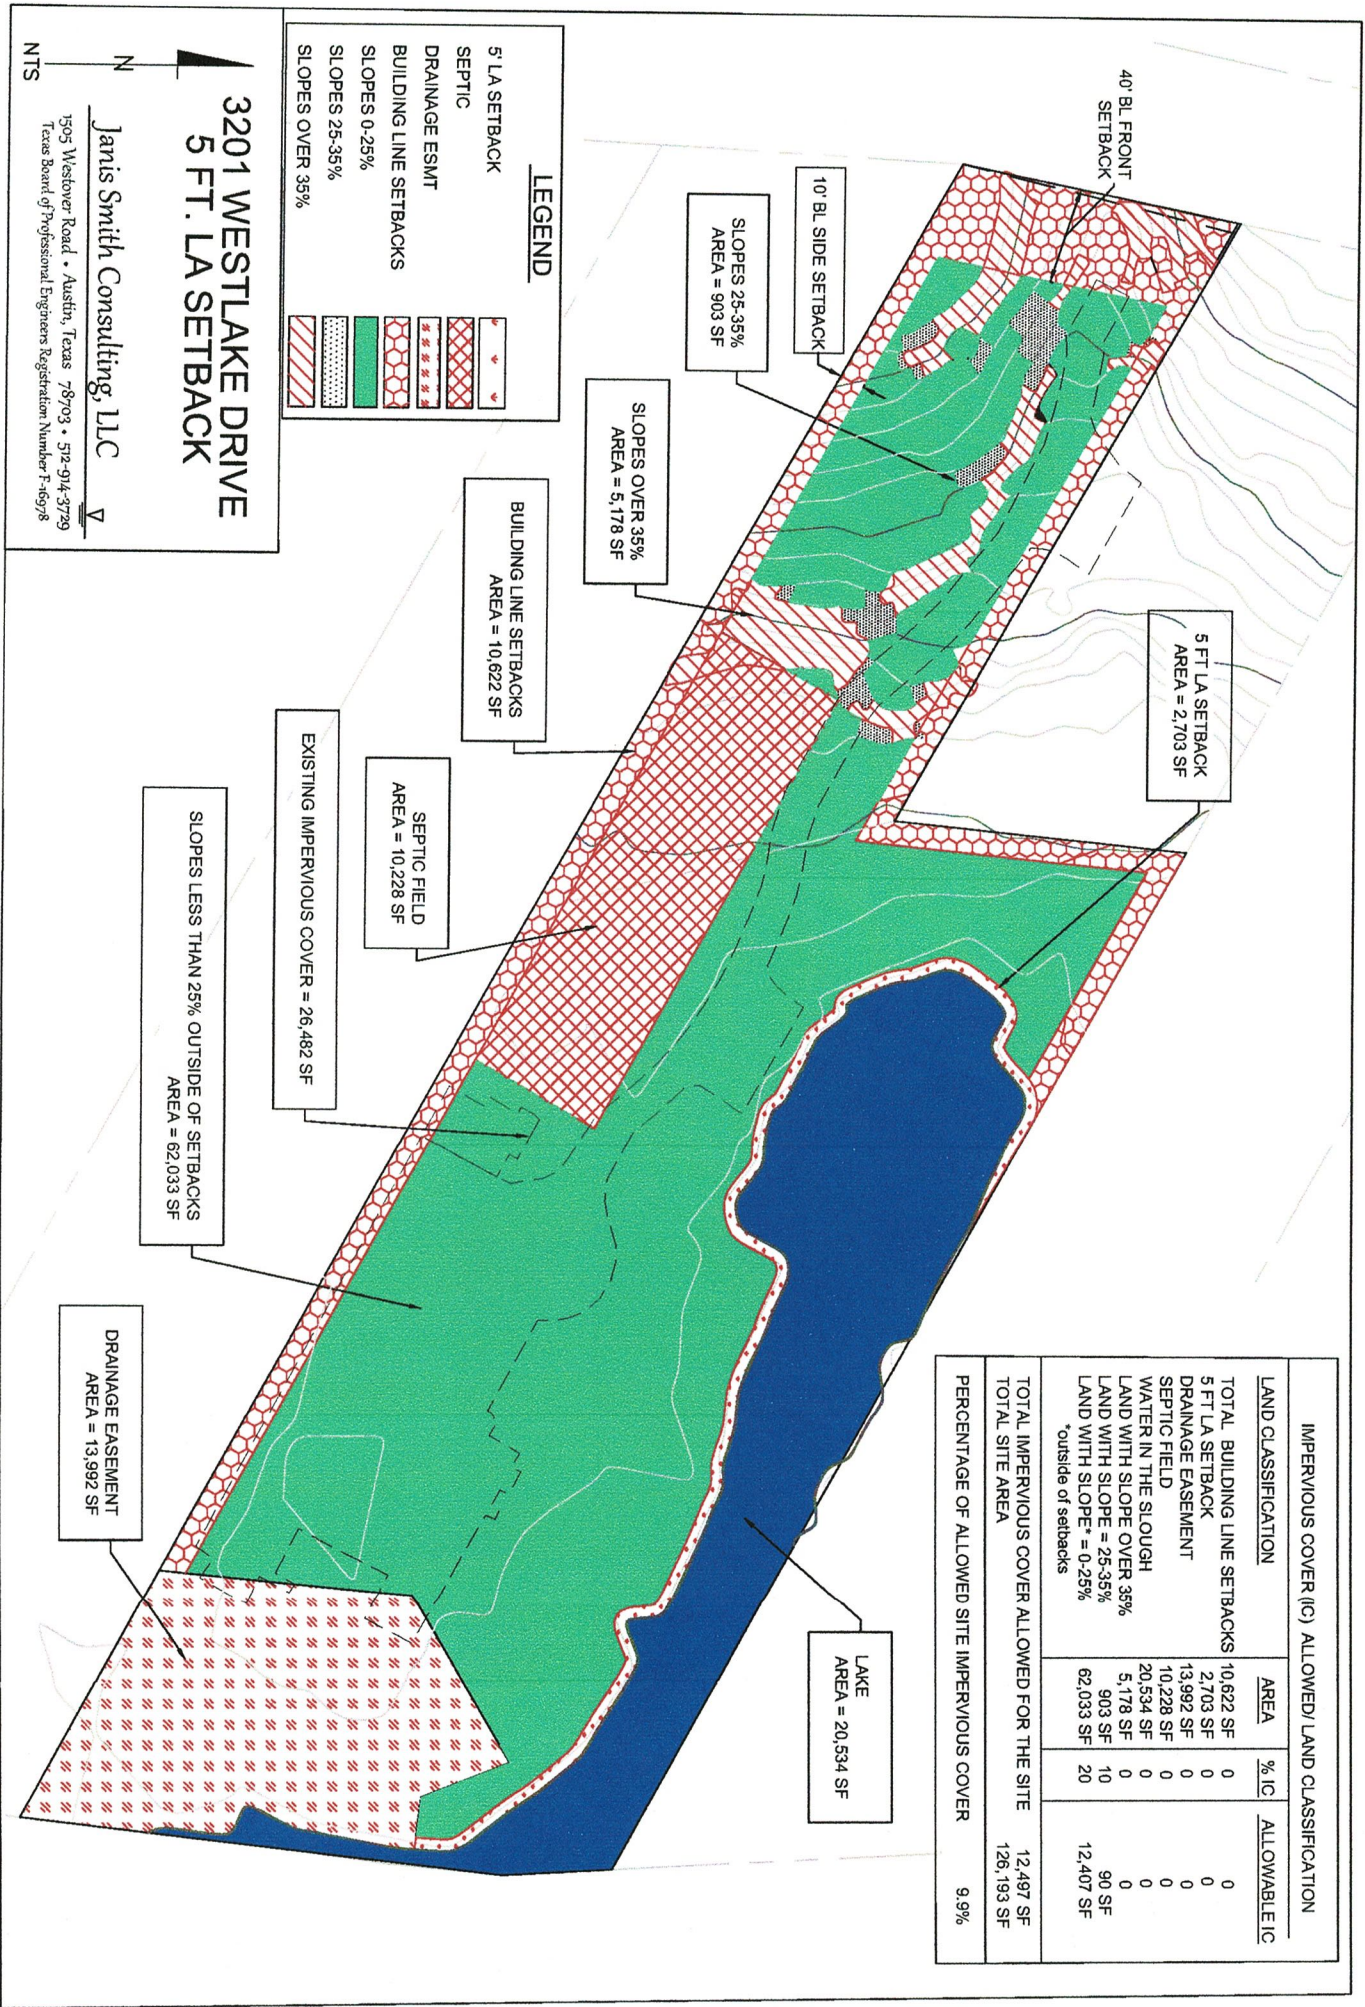 40' BL FRONT
SETBACK
10' BL SIDE SETBACK
SLOPES 25-35%
AREA = 903 SF
SLOPES OVER 35%
AREA = 5,178 SF
BUILDING LINE SETBACKS
AREA = 10,622 SF
SEPTIC FIELD
AREA = 10,228 SF
EXISTING IMPERVIOUS COVER = 26,482 SF
SLOPES LESS THAN 25% OUTSIDE OF SETBACKS
AREA = 62,033 SF
DRAINAGE EASEMENT
AREA = 13,992 SF
5 FT LA SETBACK
AREA = 2,703 SF
LAKE
AREA = 20,534 SF
IMPERVIOUS COVER (IC) ALLOWED/ LAND CLASSIFICATION
LAND CLASSIFICATION AREA % IC ALLOWABLE IC
TOTAL BUILDING LINE SETBACKS 10,622 SF 0 0
5 FT LA SETBACK 2,703 SF 0 0
DRAINAGE EASEMENT 13,992 SF 0 0
SEPTIC FIELD 10,228 SF 0 0
WATER IN THE SLOUGH 20,534 SF 0 0
LAND WITH SLOPE OVER 35% 5,178 SF 0 0
LAND WITH SLOPE = 25-35% 903 SF 10 90 SF
LAND WITH SLOPE* = 0-25% 62,033 SF 20 12,407 SF
*outside of setbacks
TOTAL IMPERVIOUS COVER ALLOWED FOR THE SITE 12,497 SF
TOTAL SITE AREA 126,193 SF
PERCENTAGE OF ALLOWED SITE IMPERVIOUS COVER 9.9%
LEGEND
5' LA SETBACK
SEPTIC
DRAINAGE ESMT
BUILDING LINE SETBACKS
SLOPES 0-25%
SLOPES 25-35%
SLOPES OVER 35%
3201 WESTLAKE DRIVE
5 FT. LA SETBACK
N
NTS
Janis Smith Consulting, LLC
1505 Westover Road • Austin, Texas 78703 • 512-914-3729
Texas Board of Professional Engineers Registration Number F-16978